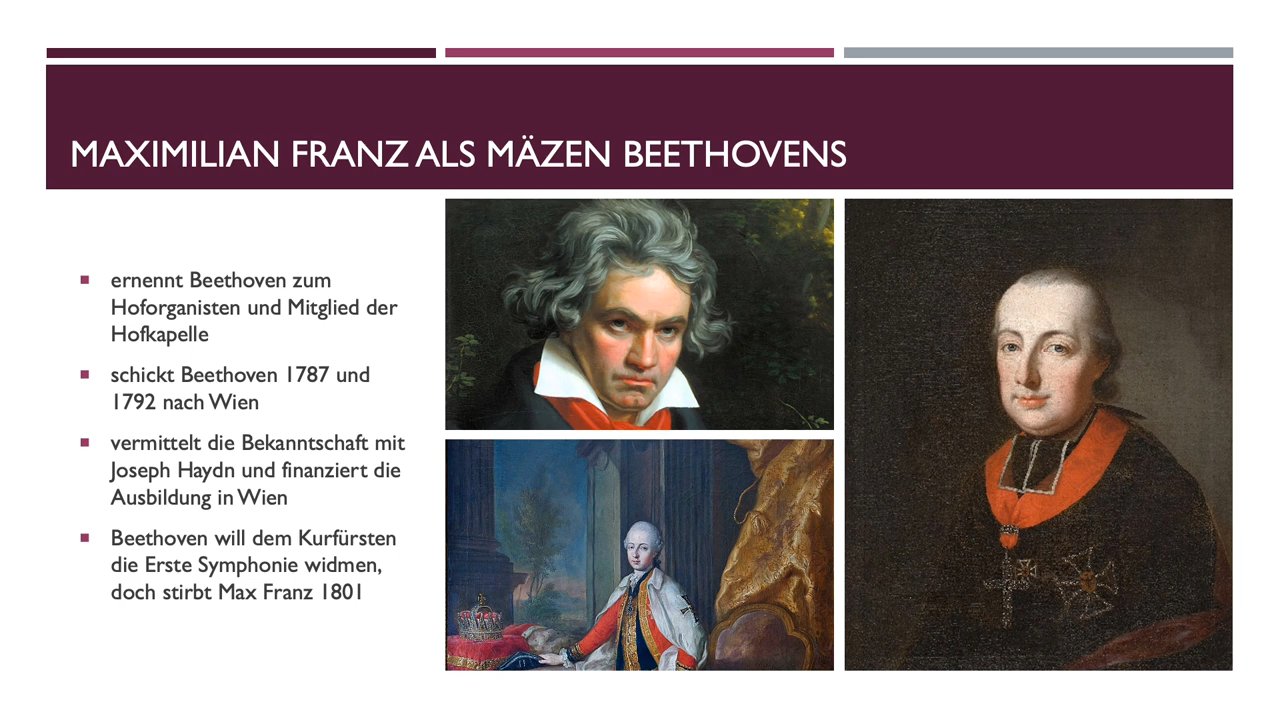 MAXIMILIAN FRANZ ALS MÄZEN BEETHOVENS
ernennt Beethoven zum
Hoforganisten und Mitglied der
Hofkapelle
schickt Beethoven 1787 und
1792 nach Wien
vermittelt die Bekanntschaft mit
Joseph Haydn und finanziert die
Ausbildung in Wien
Beethoven will dem Kurfürsten
die Erste Symphonie widmen,
doch stirbt Max Franz 1801